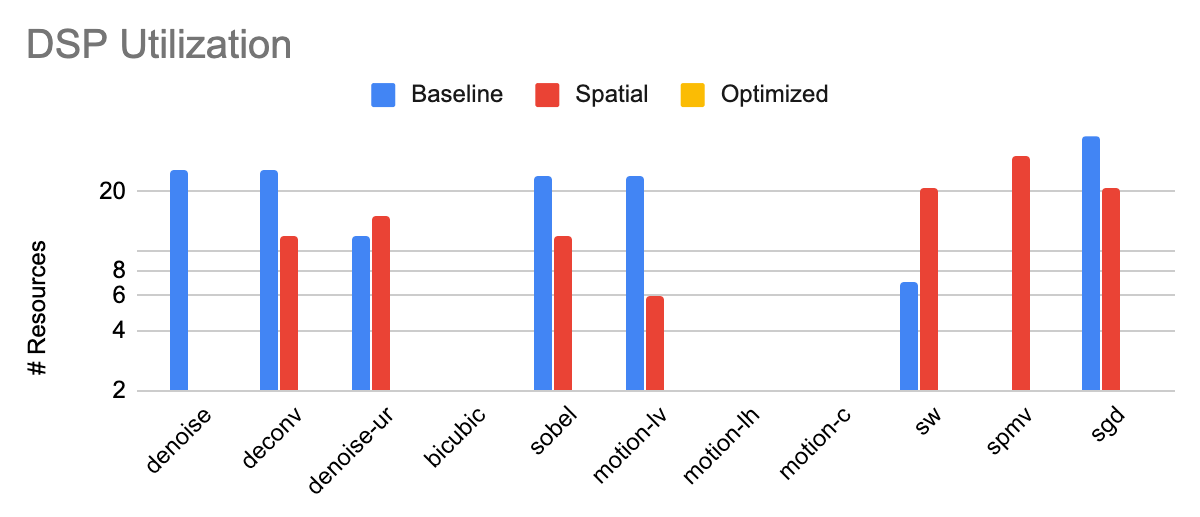 DSP Utilization
Baseline Spatial Optimized
# Resources
20
8
6
4
2
denoise
deconv
denoise-ur
bicubic
sobel
motion-lv
motion-lh
motion-c
sw
spmv
sgd